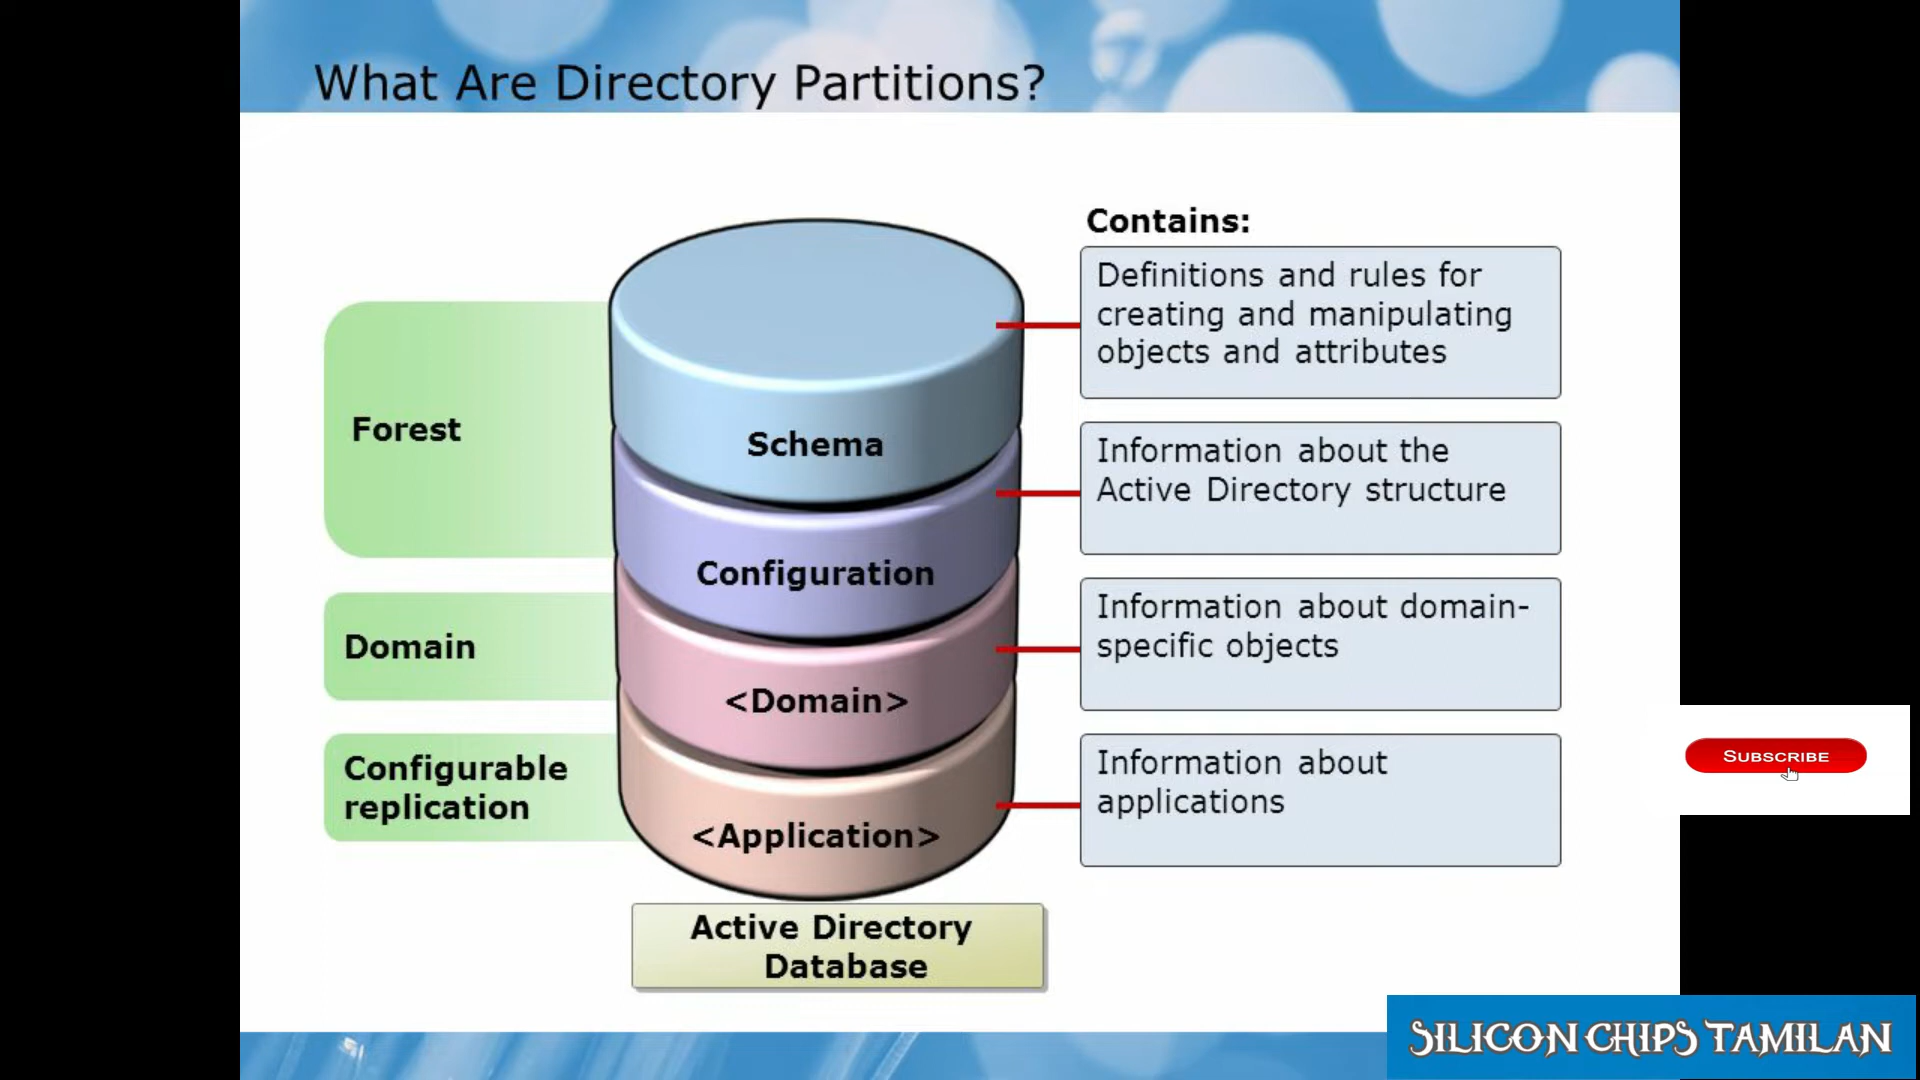 What Are Directory Partitions?
Contains:
Forest
Schema
Definitions and rules for
creating and manipulating
objects and attributes
Configuration
Information about the
Active Directory structure
Domain
<Domain>
Information about domain-
specific objects
Configurable
replication
<Application>
Information about
applications
Active Directory
Database
SUBSCRIBE
SILICON CHIPS TAMILAN